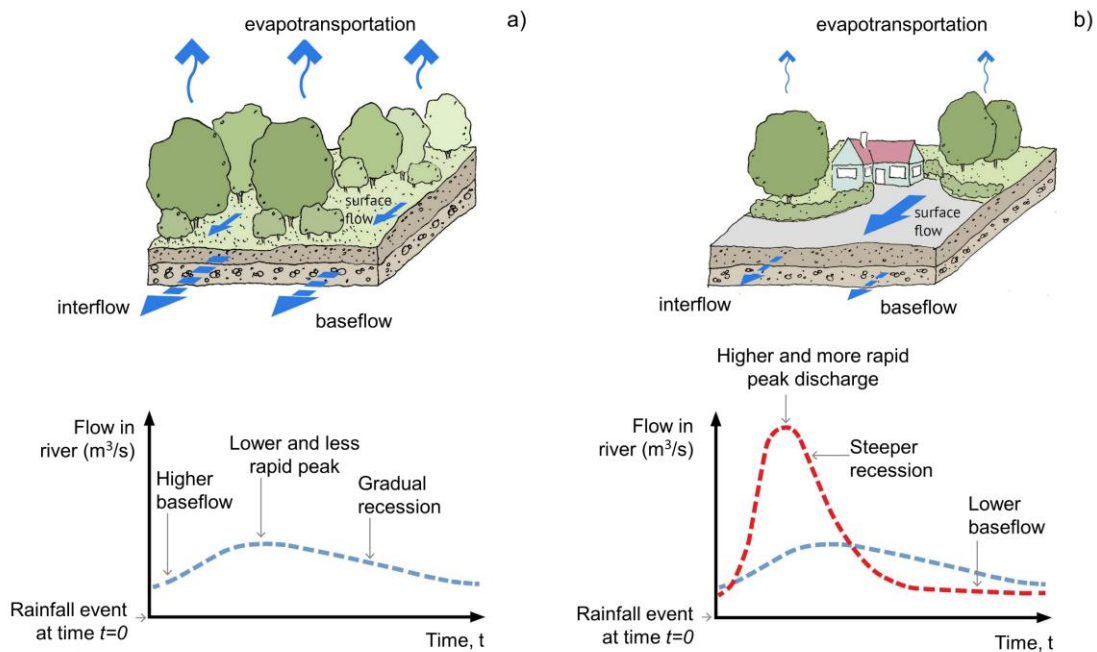 evapotransportation
a)
surface
flow
interflow
baseflow
Flow in
river (m³/s)
Higher
baseflow
Lower and less
rapid peak
Gradual
recession
Rainfall event
at time t=0
Time, t
evapotransportation
b)
surface
flow
interflow
baseflow
Higher and more rapid
peak discharge
Flow in
river (m³/s)
Steeper
recession
Lower
baseflow
Rainfall event
at time t=0
Time, t